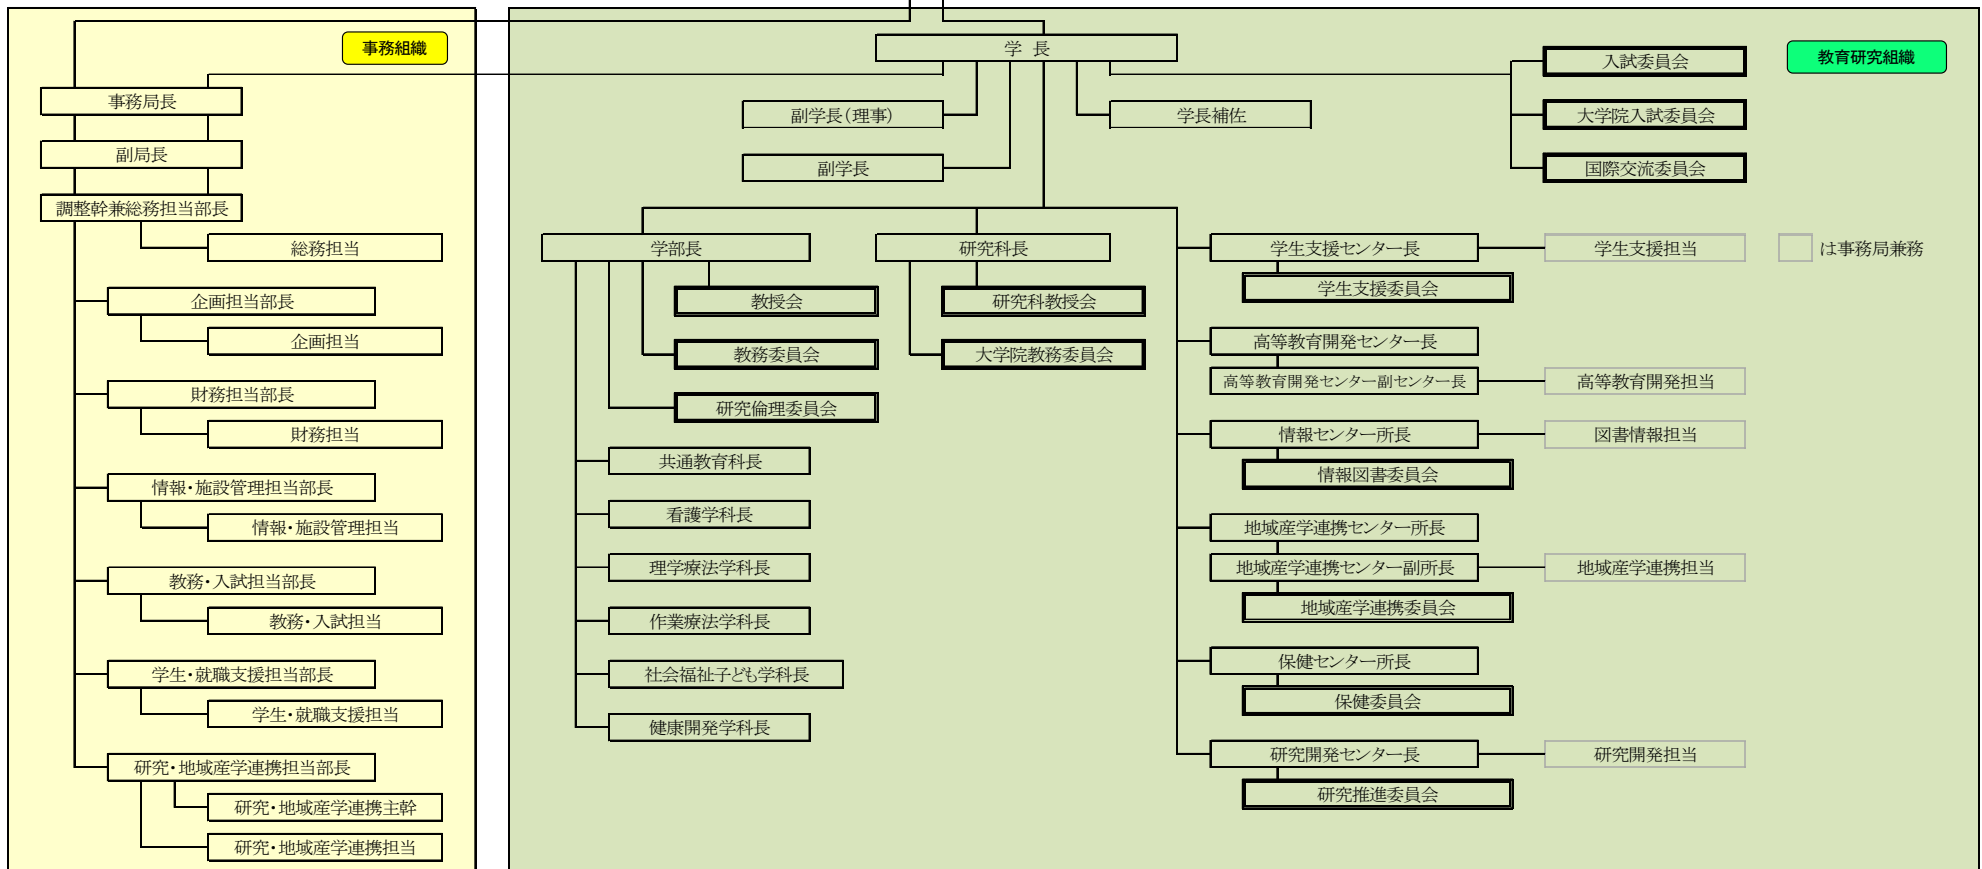 事務組織
事務局長
副局長
調整幹兼総務担当部長
総務担当
企画担当部長
企画担当
財務担当部長
財務担当
情報・施設管理担当部長
情報・施設管理担当
教務・入試担当部長
教務・入試担当
学生・就職支援担当部長
学生・就職支援担当
研究・地域産学連携担当部長
研究・地域産学連携主幹
研究・地域産学連携担当
教育研究組織
学 長
副学長（理事）
学長補佐
副学長
入試委員会
大学院入試委員会
国際交流委員会
学部長
教授会
教務委員会
研究倫理委員会
共通教育科長
看護学科長
理学療法学科長
作業療法学科長
社会福祉子ども学科長
健康開発学科長
研究科長
研究科教授会
大学院教務委員会
学生支援センター長
学生支援担当
学生支援委員会
高等教育開発センター長
高等教育開発センター副センター長
高等教育開発担当
情報センター所長
図書情報担当
情報図書委員会
地域産学連携センター所長
地域産学連携センター副所長
地域産学連携担当
地域産学連携委員会
保健センター所長
保健委員会
研究開発センター長
研究開発担当
研究推進委員会
は事務局兼務